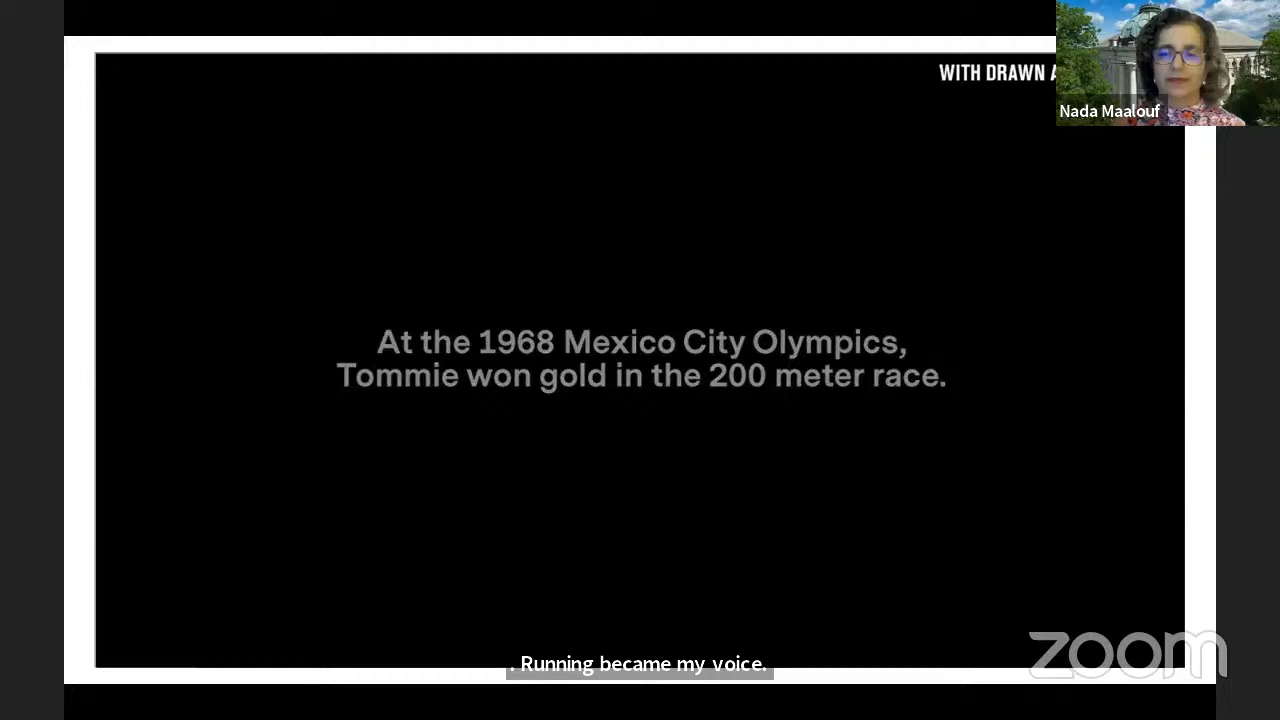 WITH DRAWN A
Nada Maalouf
At the 1968 Mexico City Olympics,
Tommie won gold in the 200 meter race.
. Running became my voice.
zoom